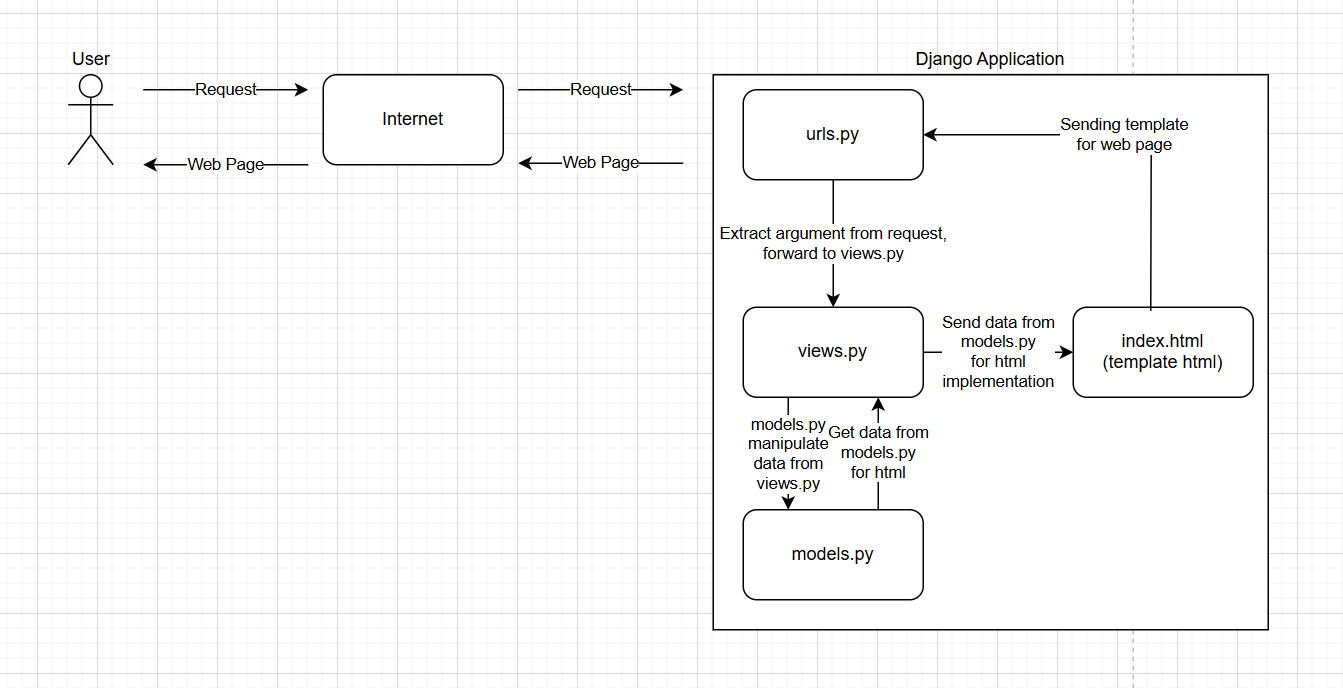 User
Django Application
Request
Request
Internet
Web Page
Web Page
urls.py
Sending template
for web page
Extract argument from request,
forward to views.py
views.py
Send data from
models.py
for html
implementation
index.html
(template html)
models.py
manipulate
data from
views.py
Get data from
models.py
for html
models.py